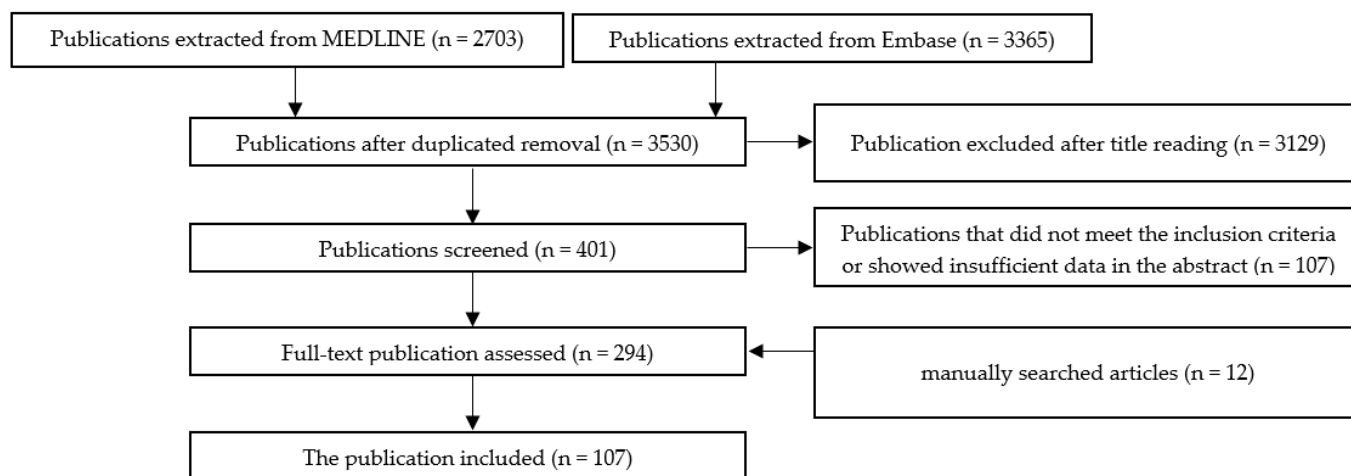 Publications extracted from MEDLINE (n = 2703)
Publications extracted from Embase (n = 3365)
Publications after duplicated removal (n = 3530)
Publication excluded after title reading (n = 3129)
Publications screened (n = 401)
Publications that did not meet the inclusion criteria
or showed insufficient data in the abstract (n = 107)
Full-text publication assessed (n = 294)
manually searched articles (n = 12)
The publication included (n = 107)